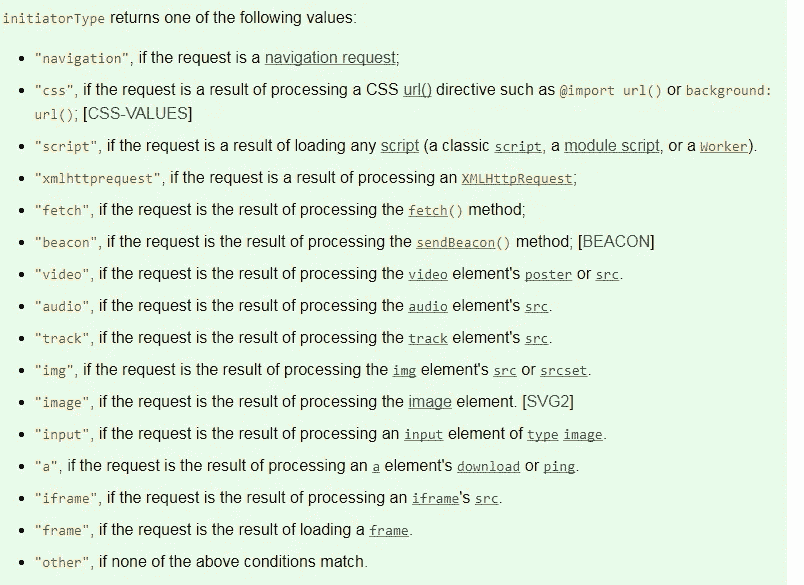 initiatorType returns one of the following values:
"navigation", if the request is a navigation request;
"css", if the request is a result of processing a CSS url() directive such as @import url() or background:
url(); [CSS-VALUES]
"script", if the request is a result of loading any script (a classic script, a module script, or a Worker).
"xmlhttprequest", if the request is a result of processing an XMLHttpRequest;
"fetch", if the request is the result of processing the fetch() method;
"beacon", if the request is the result of processing the sendBeacon() method; [BEACON]
"video", if the request is the result of processing the video element's poster or src.
"audio", if the request is the result of processing the audio element's src.
"track", if the request is the result of processing the track element's src.
"img", if the request is the result of processing the img element's src or srcset.
"image", if the request is the result of processing the image element. [SVG2]
"input", if the request is the result of processing an input element of type image.
"a", if the request is the result of processing an a element's download or ping.
"iframe", if the request is the result of processing an iframe's src.
"frame", if the request is the result of loading a frame.
"other", if none of the above conditions match.